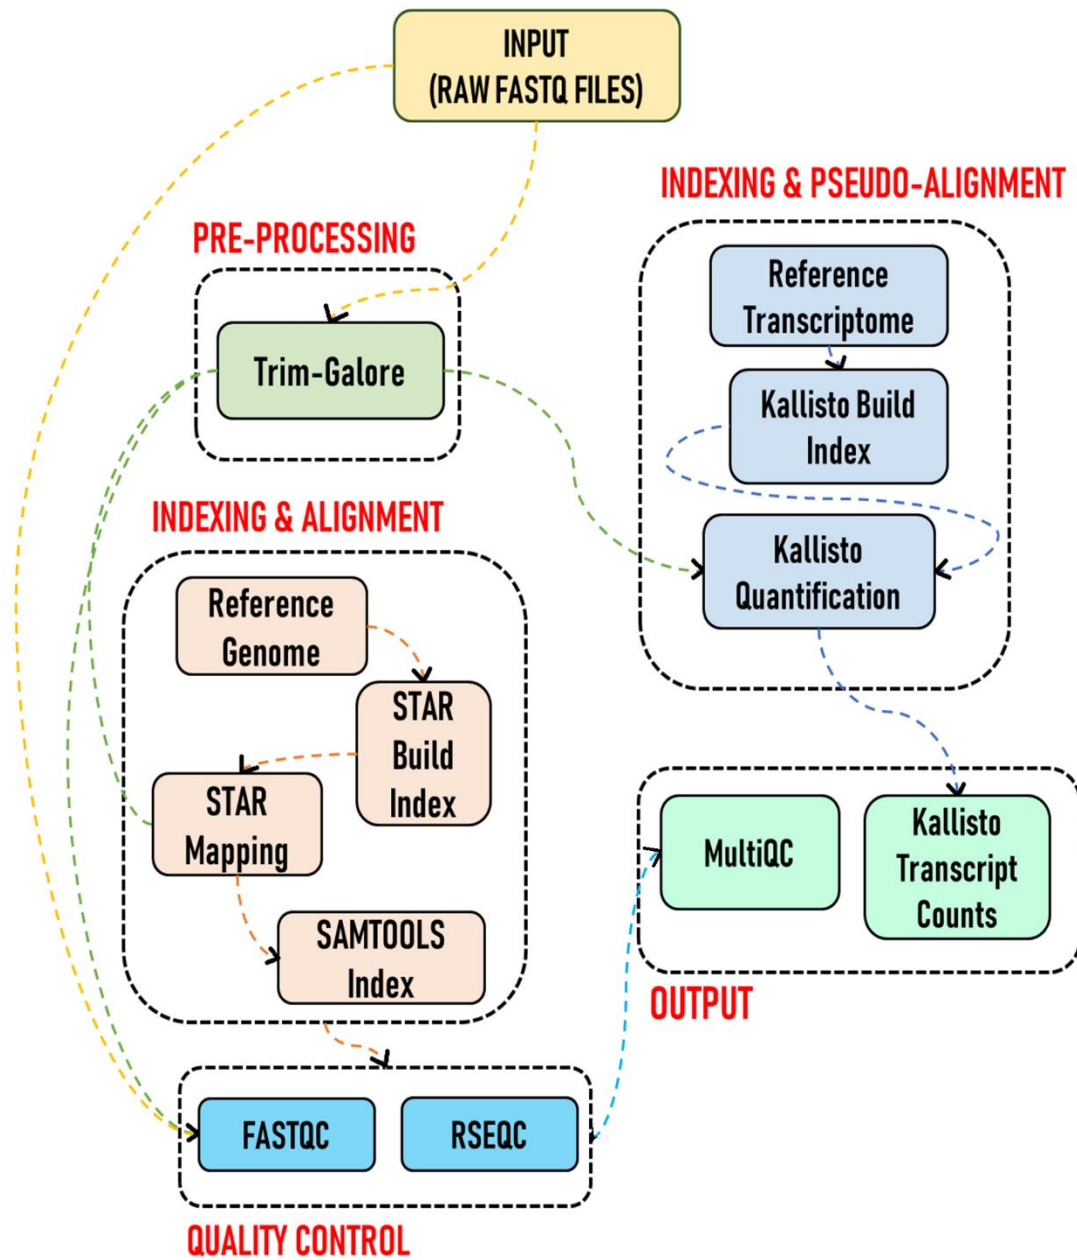 INPUT
(RAW FASTQ FILES)
INDEXING & PSEUDO-ALIGNMENT
PRE-PROCESSING
Reference
Transcriptome
Trim-Galore
Kallisto Build
Index
INDEXING & ALIGNMENT
Kallisto
Quantification
Reference
Genome
STAR
Build
Index
STAR
Mapping
MultiQC
Kallisto
Transcript
Counts
SAMTOOLS
Index
OUTPUT
FASTQC
RSEQC
QUALITY CONTROL